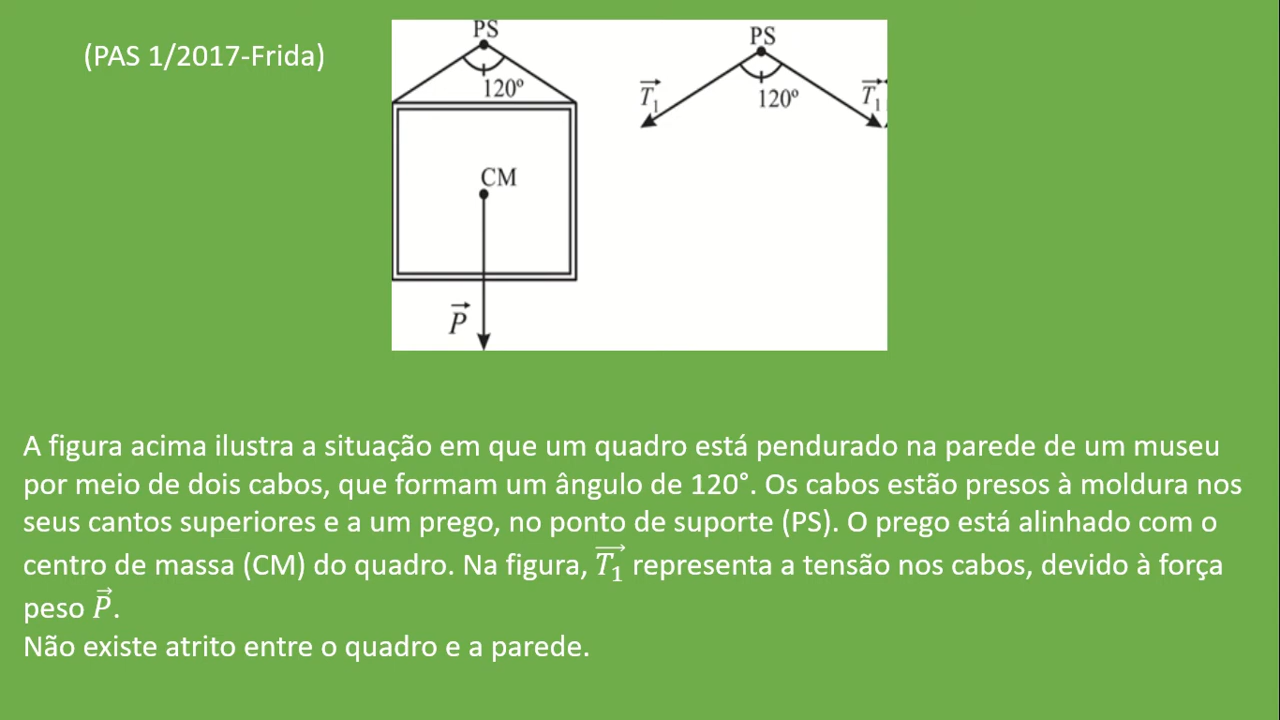 (PAS 1/2017-Frida)
PS
120º
CM
P⃗
PS
T⃗₁
120º
T⃗₁
A figura acima ilustra a situação em que um quadro está pendurado na parede de um museu
por meio de dois cabos, que formam um ângulo de 120°. Os cabos estão presos à moldura nos
seus cantos superiores e a um prego, no ponto de suporte (PS). O prego está alinhado com o
centro de massa (CM) do quadro. Na figura, T⃗₁ representa a tensão nos cabos, devido à força
peso P⃗.
Não existe atrito entre o quadro e a parede.